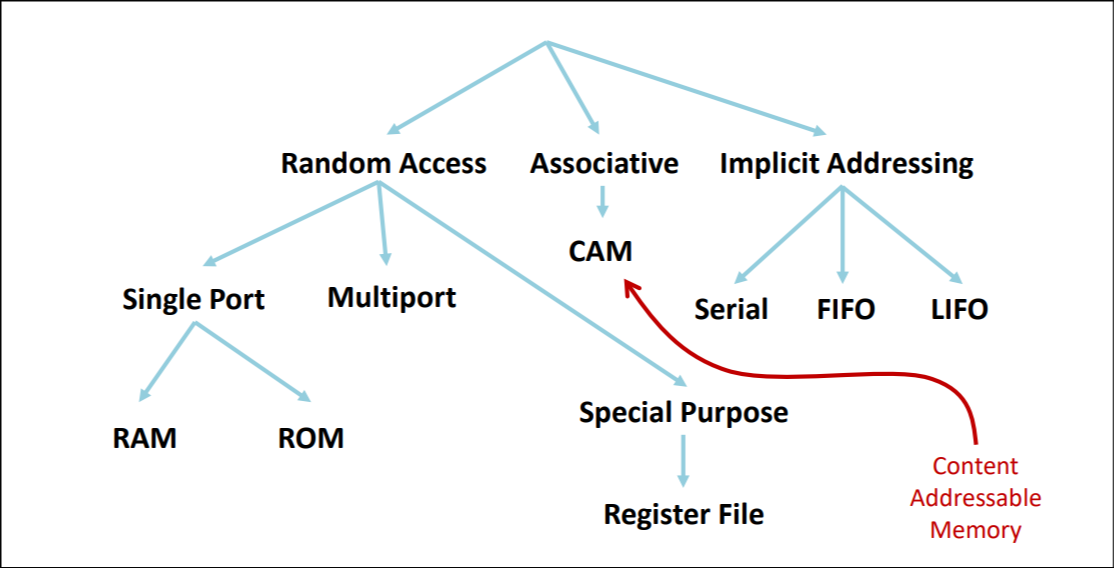 Random Access
Associative
Implicit Addressing
CAM
Single Port
Multiport
Serial
FIFO
LIFO
Special Purpose
RAM
ROM
Register File
Content
Addressable
Memory